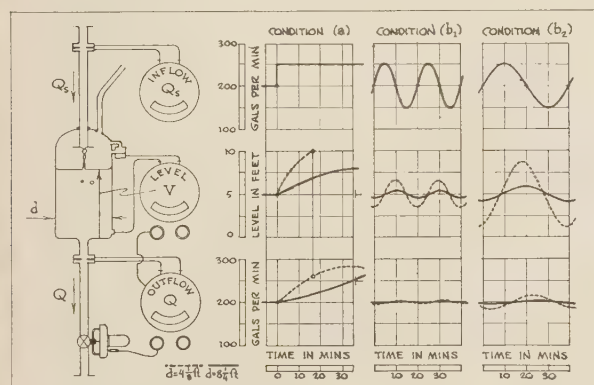 CONDITION (a)
CONDITION (b₁)
CONDITION (b₂)
INFLOW
Qs
Qs
GALS PER MIN
300
200
100
LEVEL
V
d
LEVEL IN FEET
10
5
0
OUTFLOW
Q
Q
GALS PER MIN
300
200
100
TIME IN MINS
TIME IN MINS
TIME IN MINS
0 10 20 30
10 20 30
10 20 30